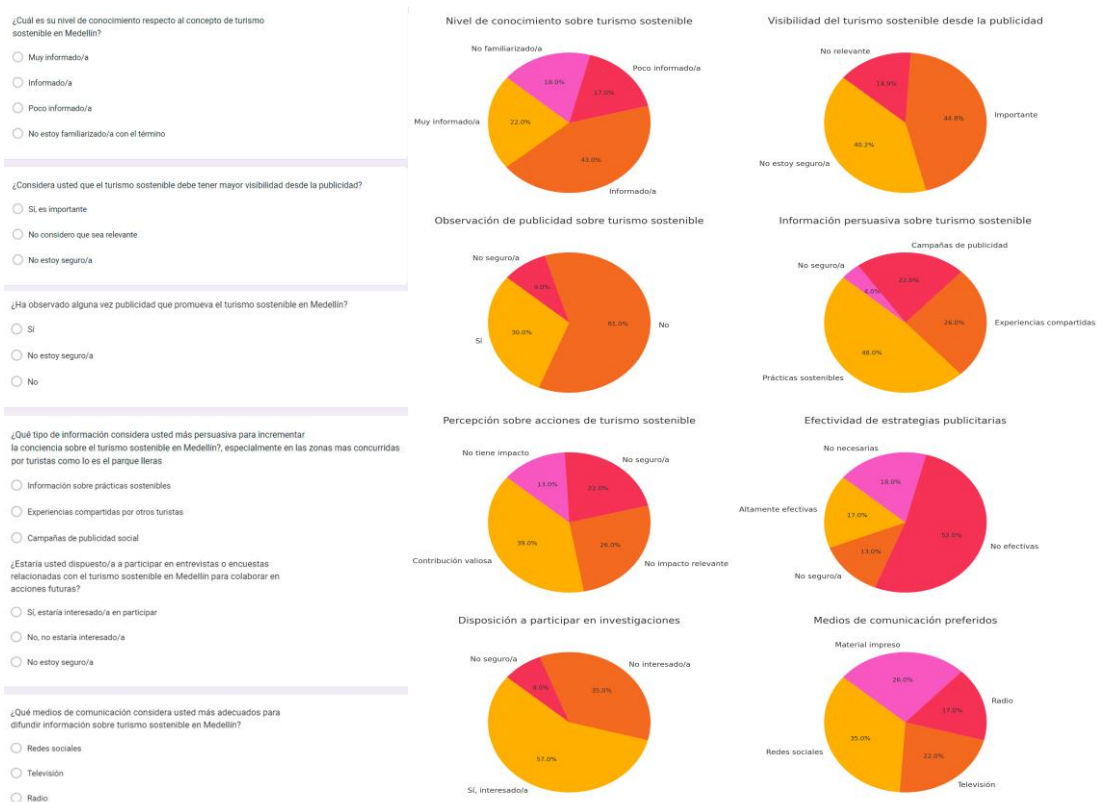 ¿Cuál es su nivel de conocimiento respecto al concepto de turismo
sostenible en Medellín?
Muy informado/a
Informado/a
Poco informado/a
No estoy familiarizado/a con el término
¿Considera usted que el turismo sostenible debe tener mayor visibilidad desde la publicidad?
Sí, es importante
No considero que sea relevante
No estoy seguro/a
¿Ha observado alguna vez publicidad que promueva el turismo sostenible en Medellín?
Sí
No estoy seguro/a
No
¿Qué tipo de información considera usted más persuasiva para incrementar
la conciencia sobre el turismo sostenible en Medellín?, especialmente en las zonas mas concurridas
por turistas como lo es el parque lleras
Información sobre prácticas sostenibles
Experiencias compartidas por otros turistas
Campañas de publicidad social
¿Estaría usted dispuesto/a a participar en entrevistas o encuestas
relacionadas con el turismo sostenible en Medellín para colaborar en
acciones futuras?
Sí, estaría interesado/a en participar
No, no estaría interesado/a
No estoy seguro/a
¿Qué medios de comunicación considera usted más adecuados para
difundir información sobre turismo sostenible en Medellín?
Redes sociales
Televisión
Radio
Nivel de conocimiento sobre turismo sostenible
No familiarizado/a
Poco informado/a
18.0%
17.0%
Muy informado/a
22.0%
43.0%
Informado/a
Visibilidad del turismo sostenible desde la publicidad
No relevante
14.9%
44.8%
Importante
40.2%
No estoy seguro/a
Observación de publicidad sobre turismo sostenible
No seguro/a
9.0%
30.0%
61.0%
No
Sí
Información persuasiva sobre turismo sostenible
Campañas de publicidad
No seguro/a
22.0%
4.0%
26.0%
Experiencias compartidas
48.0%
Prácticas sostenibles
Percepción sobre acciones de turismo sostenible
No tiene impacto
No seguro/a
13.0%
22.0%
39.0%
26.0%
Contribución valiosa
No impacto relevante
Efectividad de estrategias publicitarias
No necesarias
18.0%
Altamente efectivas
17.0%
52.0%
No efectivas
13.0%
No seguro/a
Disposición a participar en investigaciones
No seguro/a
No interesado/a
8.0%
35.0%
57.0%
Sí, interesado/a
Medios de comunicación preferidos
Material impreso
26.0%
Radio
17.0%
Redes sociales
35.0%
22.0%
Televisión